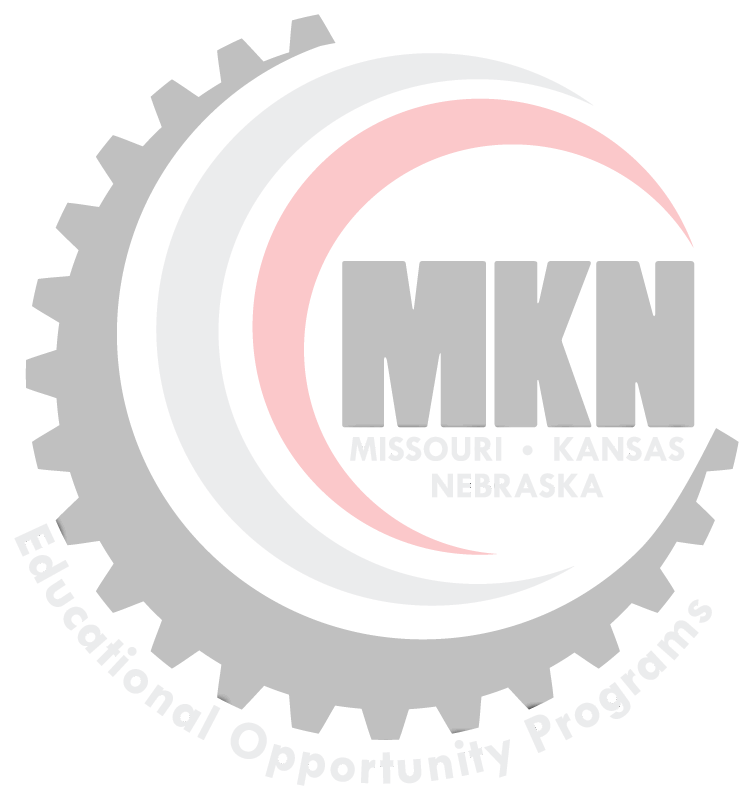 MKN
MISSOURI • KANSAS
NEBRASKA
Educational Opportunity Programs